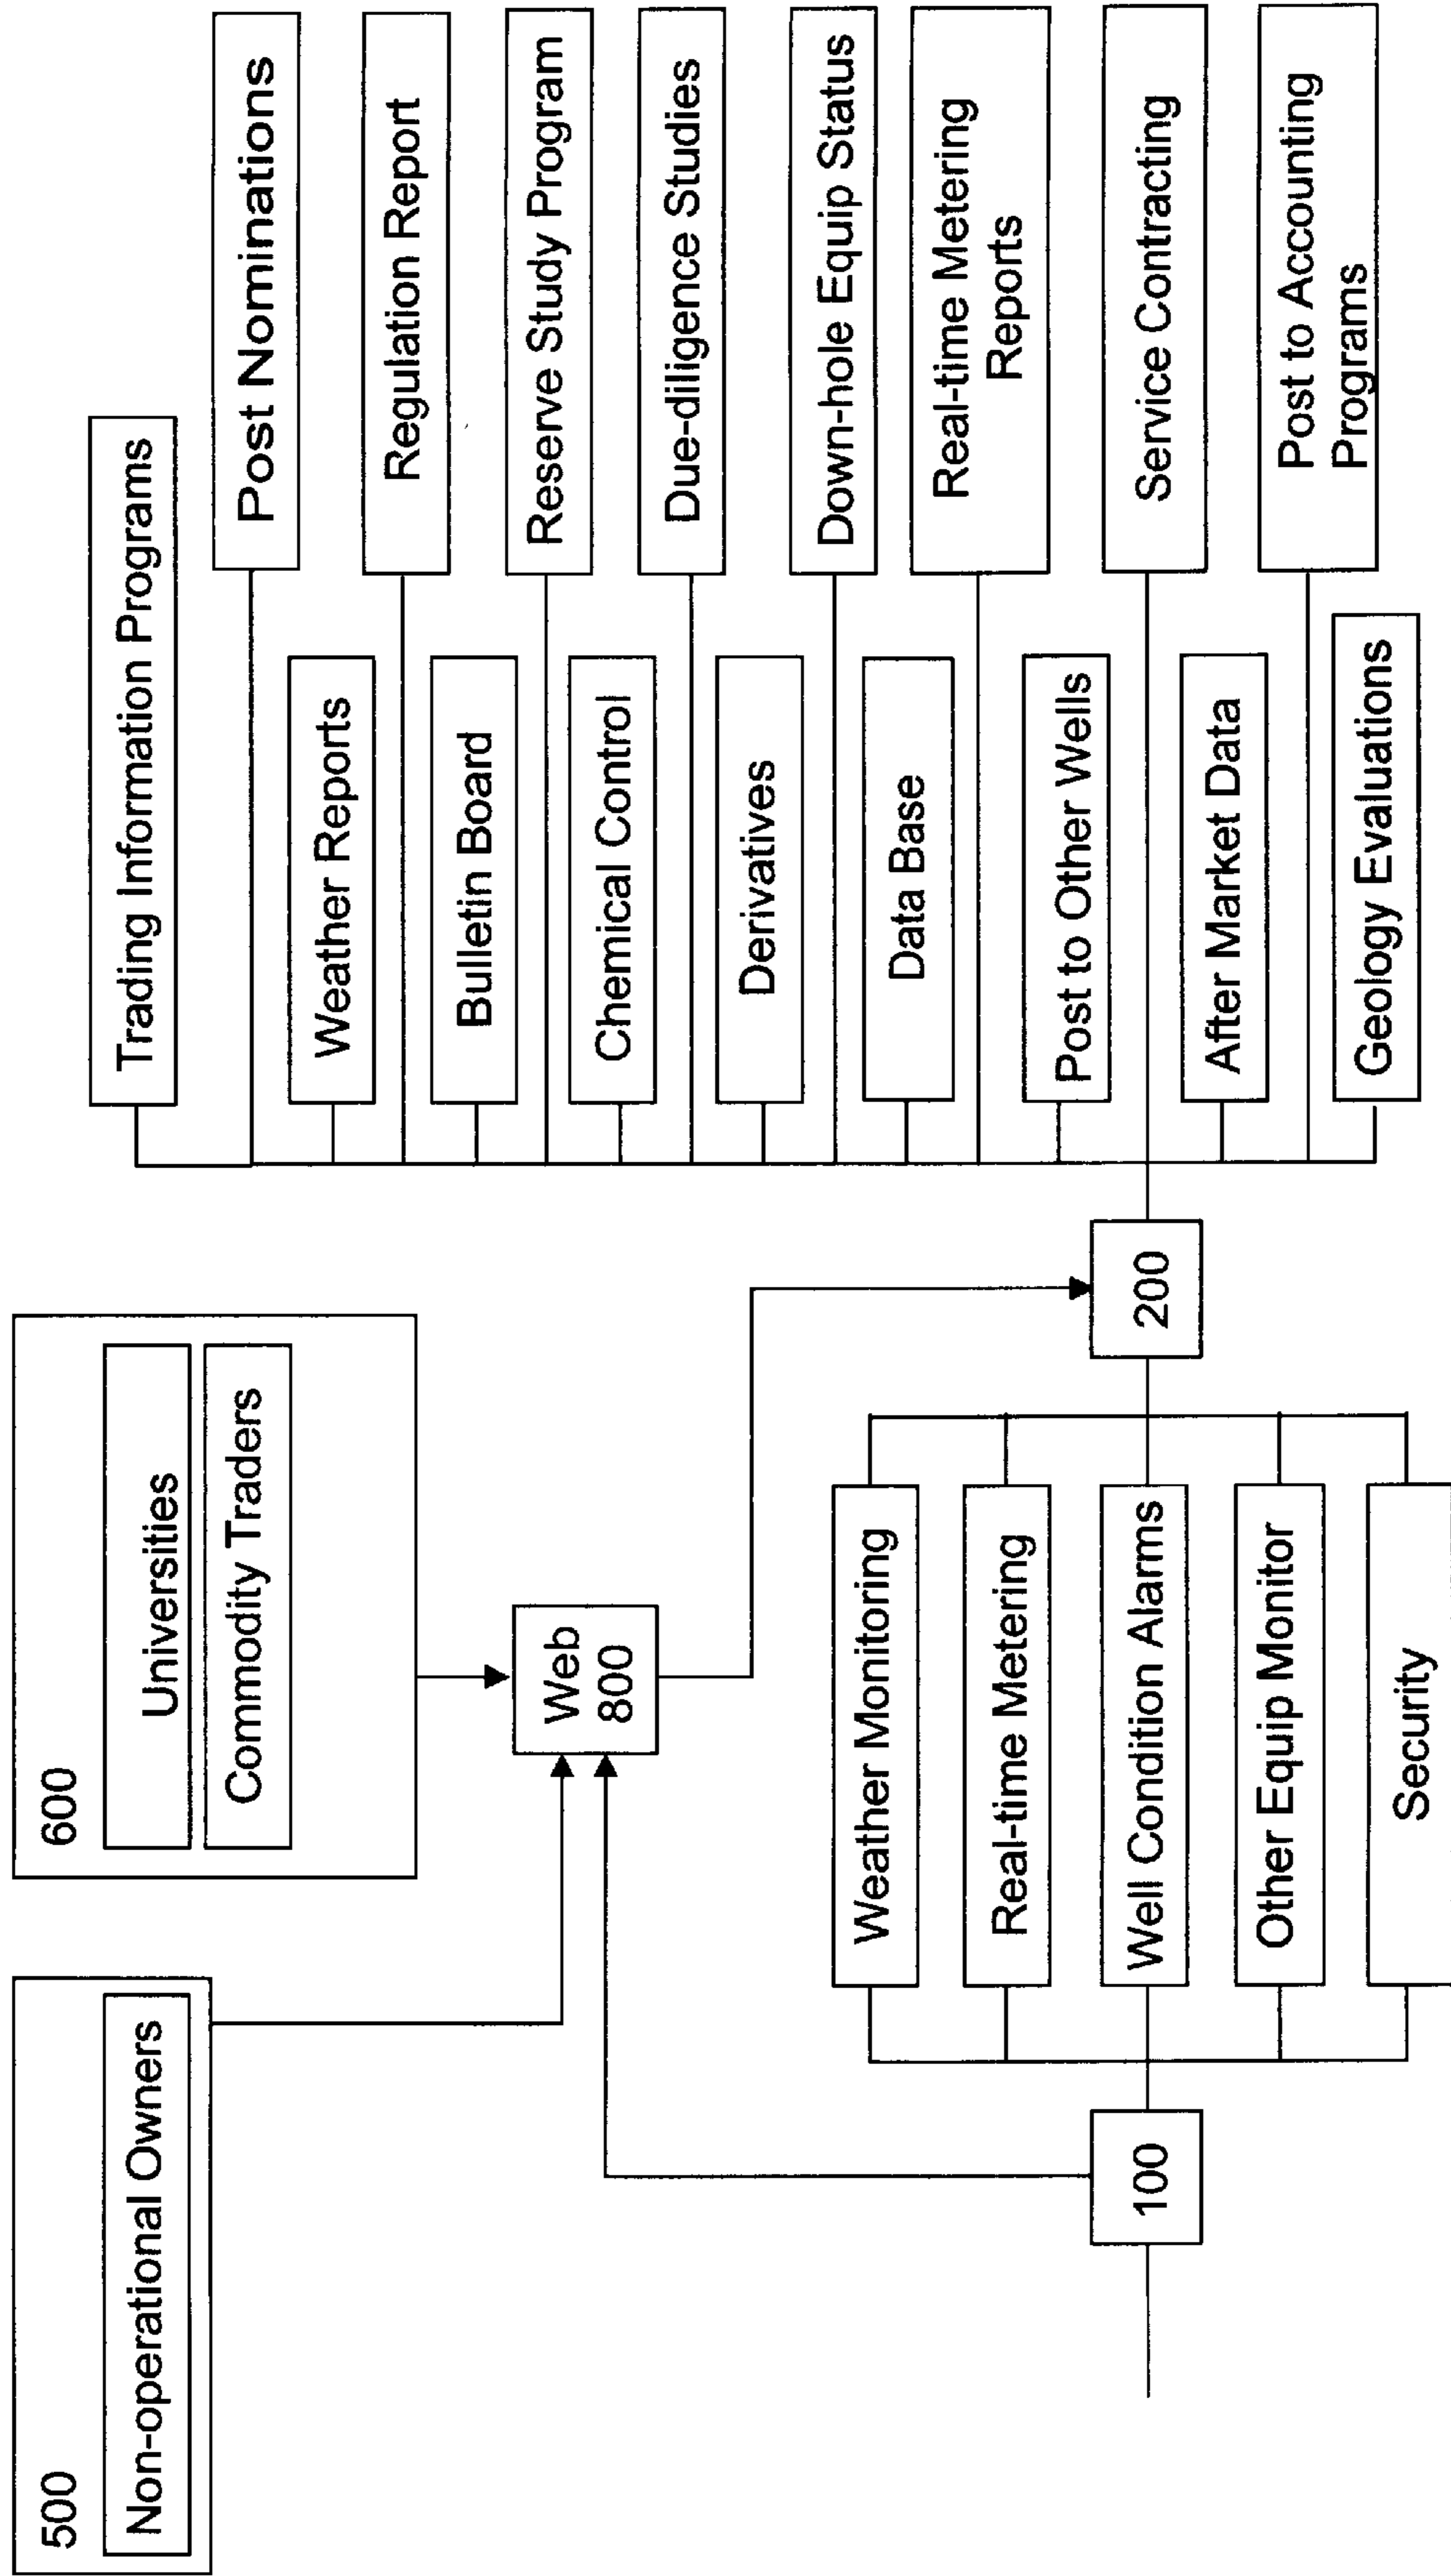 500
Non-operational Owners
600
Universities
Commodity Traders
Web
800
100
Weather Monitoring
Real-time Metering
Well Condition Alarms
Other Equip Monitor
Security
200
Trading Information Programs
Post Nominations
Weather Reports
Regulation Report
Bulletin Board
Reserve Study Program
Chemical Control
Due-diligence Studies
Derivatives
Down-hole Equip Status
Data Base
Real-time Metering
Reports
Post to Other Wells
Service Contracting
After Market Data
Post to Accounting
Programs
Geology Evaluations